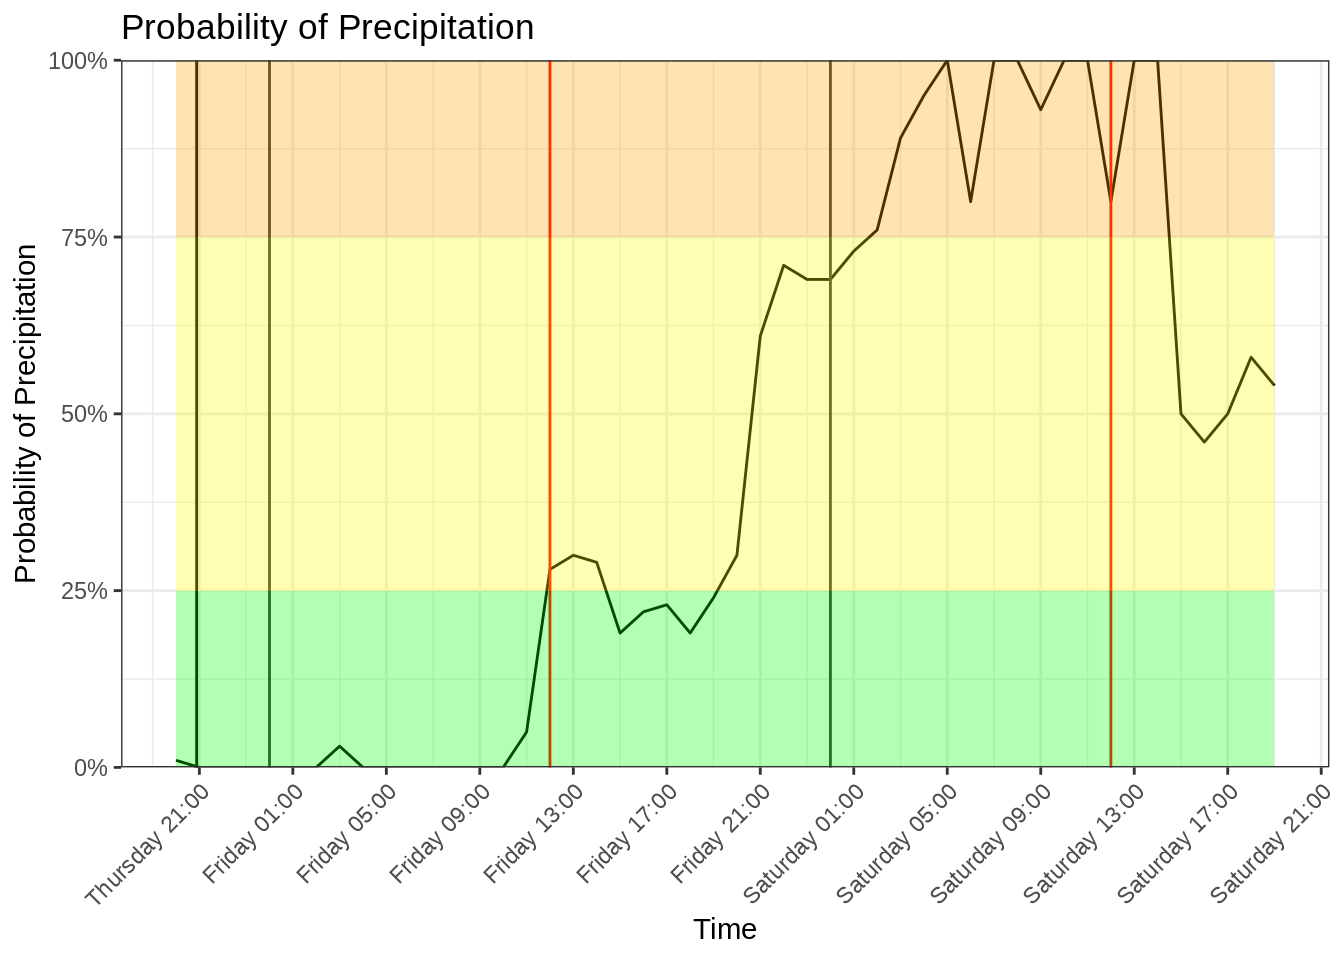 Probability of Precipitation
Probability of Precipitation
100%
75%
50%
25%
0%
Thursday 21:00
Friday 01:00
Friday 05:00
Friday 09:00
Friday 13:00
Friday 17:00
Friday 21:00
Saturday 01:00
Saturday 05:00
Saturday 09:00
Saturday 13:00
Saturday 17:00
Saturday 21:00
Time